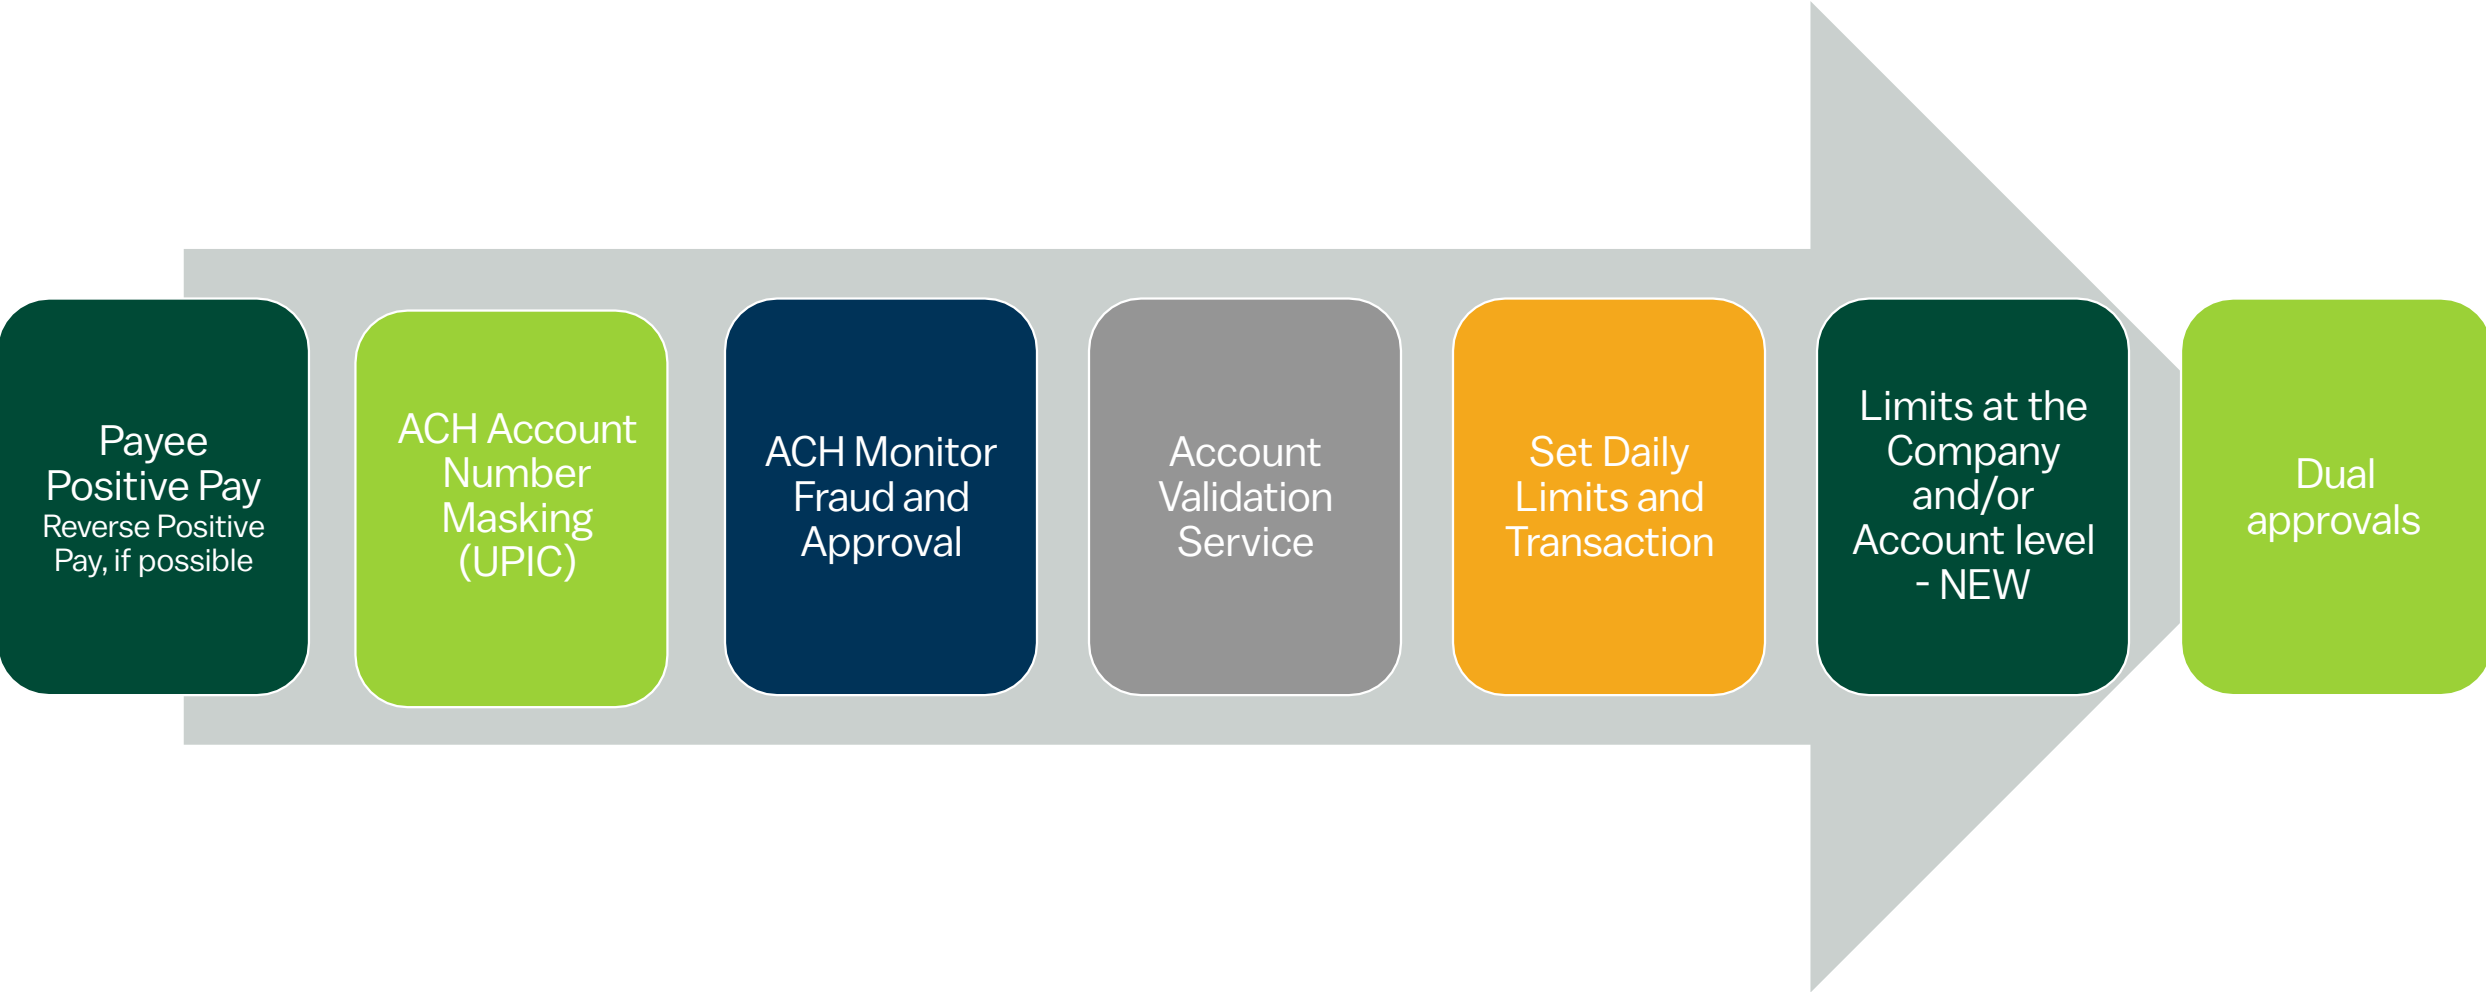 Payee
Positive Pay
Reverse Positive
Pay, if possible
ACH Account
Number
Masking
(UPIC)
ACH Monitor
Fraud and
Approval
Account
Validation
Service
Set Daily
Limits and
Transaction
Limits at the
Company
and/or
Account level
- NEW
Dual
approvals